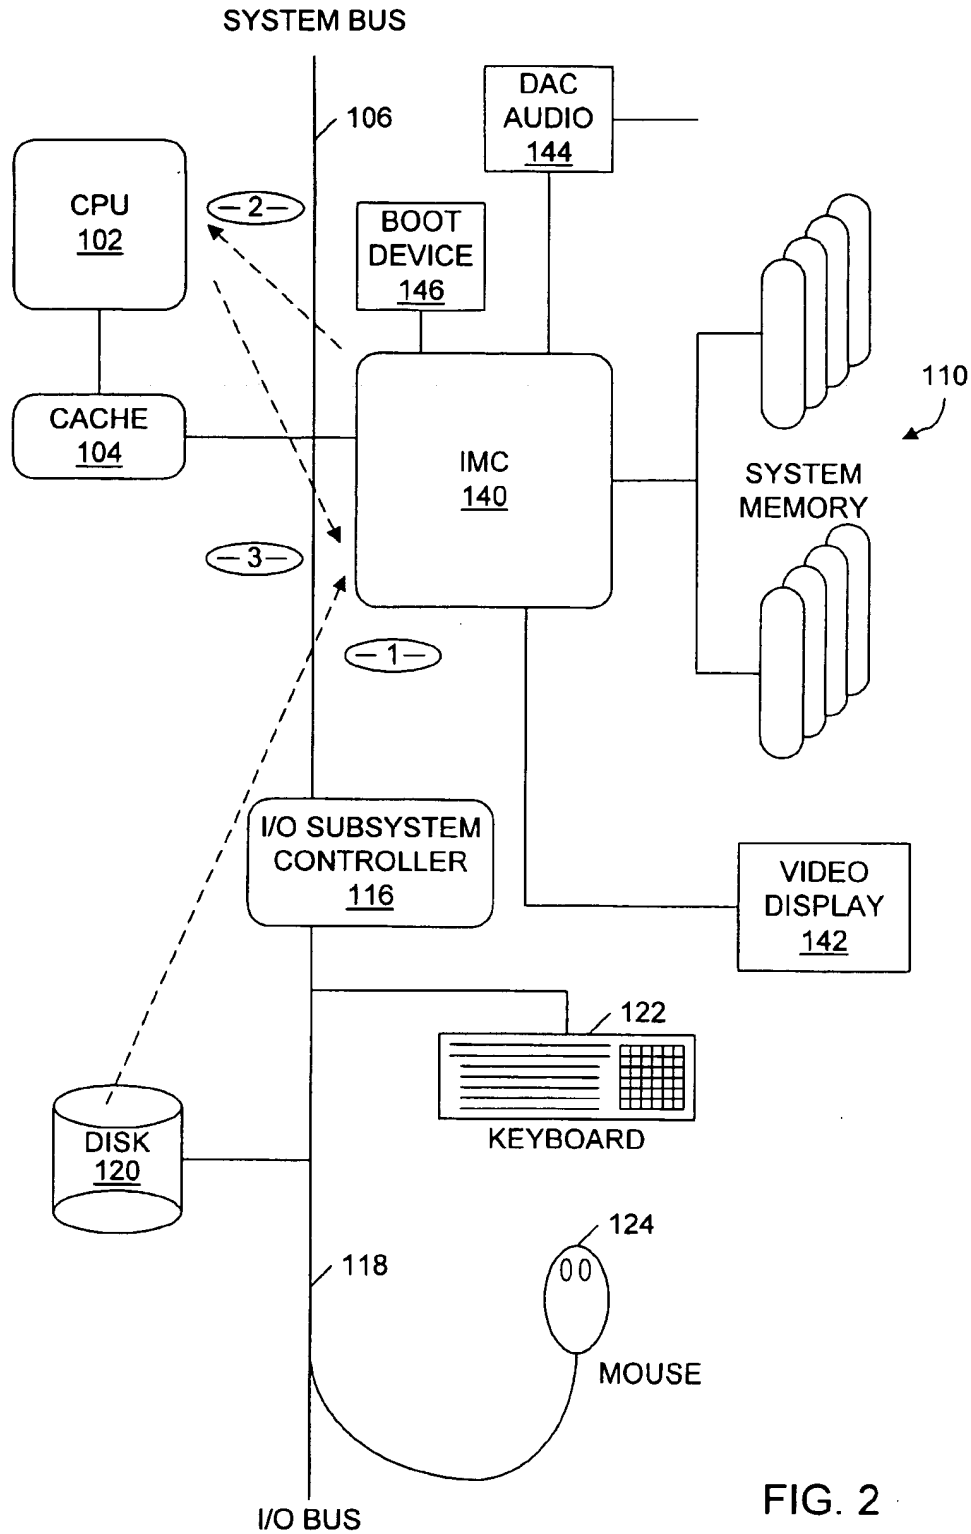 SYSTEM BUS
106
DAC
AUDIO
144
CPU
102
-2-
BOOT
DEVICE
146
110
CACHE
104
IMC
140
SYSTEM
MEMORY
-3-
-1-
I/O SUBSYSTEM
CONTROLLER
116
VIDEO
DISPLAY
142
122
KEYBOARD
DISK
120
124
118
MOUSE
I/O BUS
FIG. 2